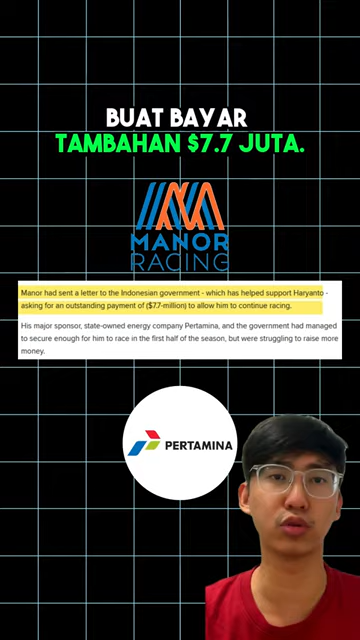 BUAT BAYAR
TAMBAHAN $7.7 JUTA.
MANOR
RACING
Manor had sent a letter to the Indonesian government - which has helped support Haryanto -
asking for an outstanding payment of ($7.7-million) to allow him to continue racing.
His major sponsor, state-owned energy company Pertamina, and the government had managed
to secure enough for him to race in the first half of the season, but were struggling to raise more
money.
PERTAMINA